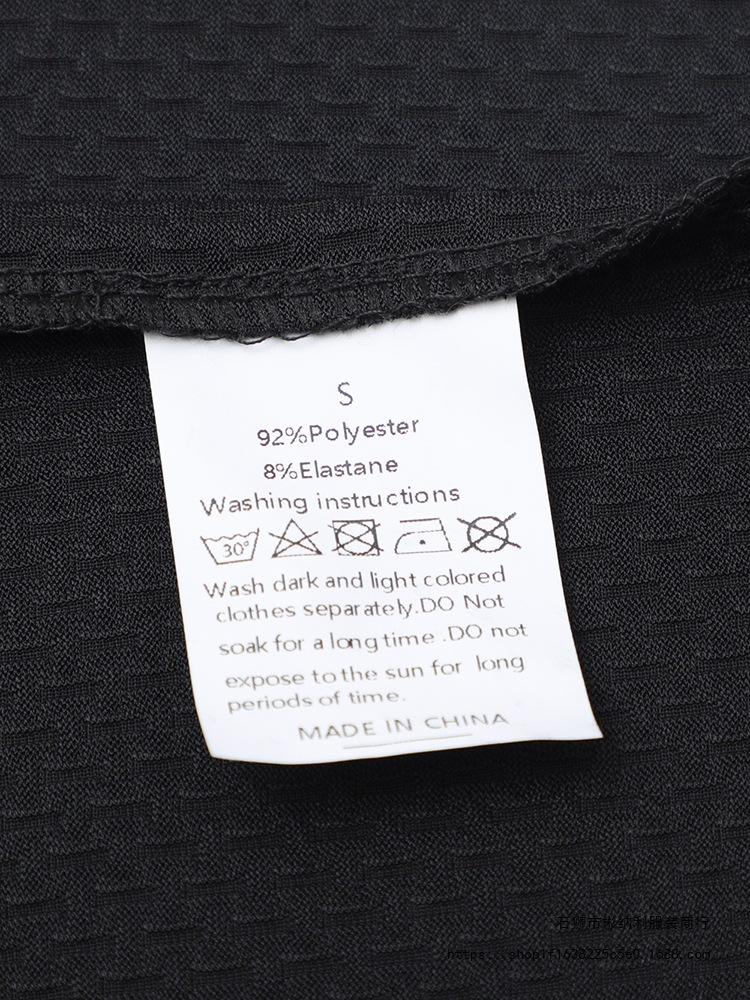 S
92%Polyester
8%Elastane
Washing instructions
30°
Wash dark and light colored
clothes separately.DO Not
soak for a long time .DO not
expose to the sun for long
periods of time.
MADE IN CHINA